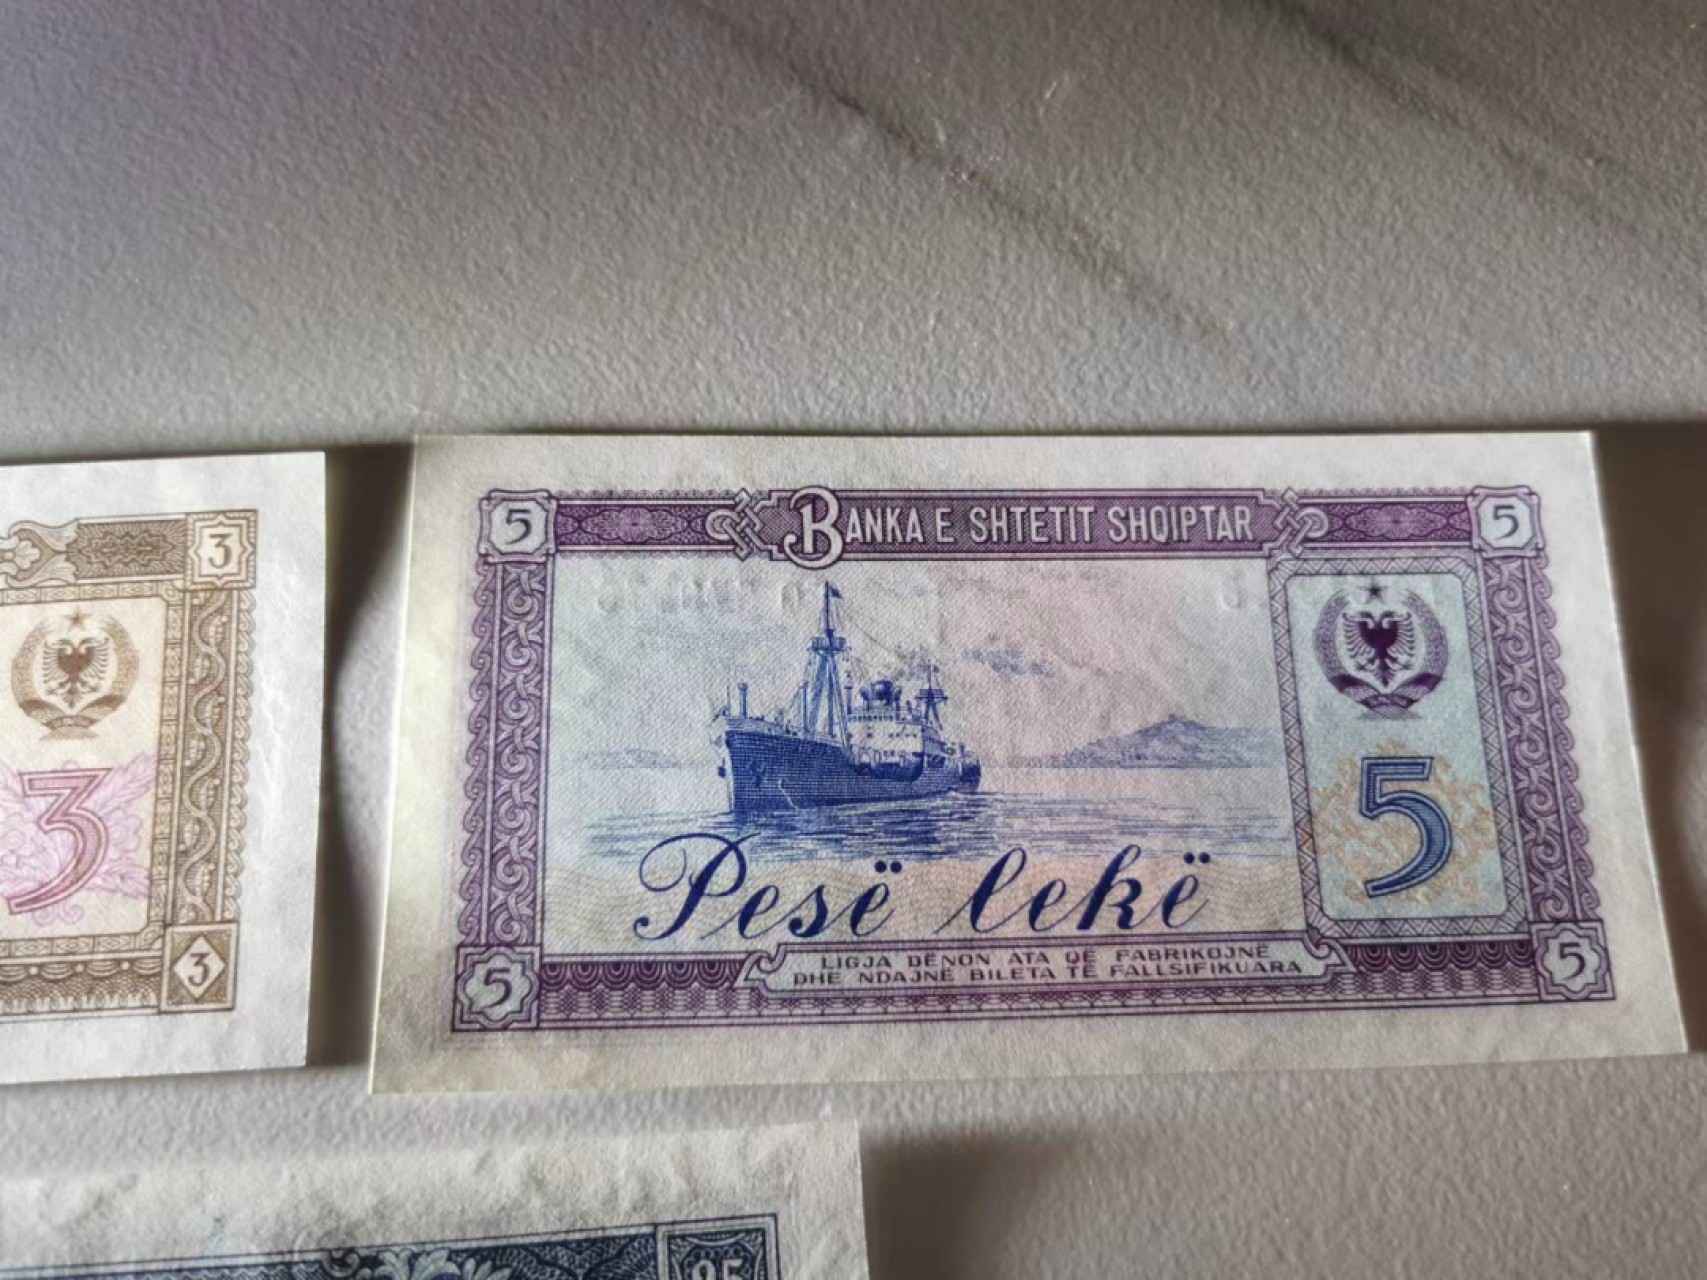 3
3
3
5
BANKA E SHTETIT SHQIPTAR
5
5
Pesë lekë
LIGJA DËNON ATA QË FABRIKOJNË
DHE NDAJNË BILETA TË FALLSIFIKUARA
5
5
25